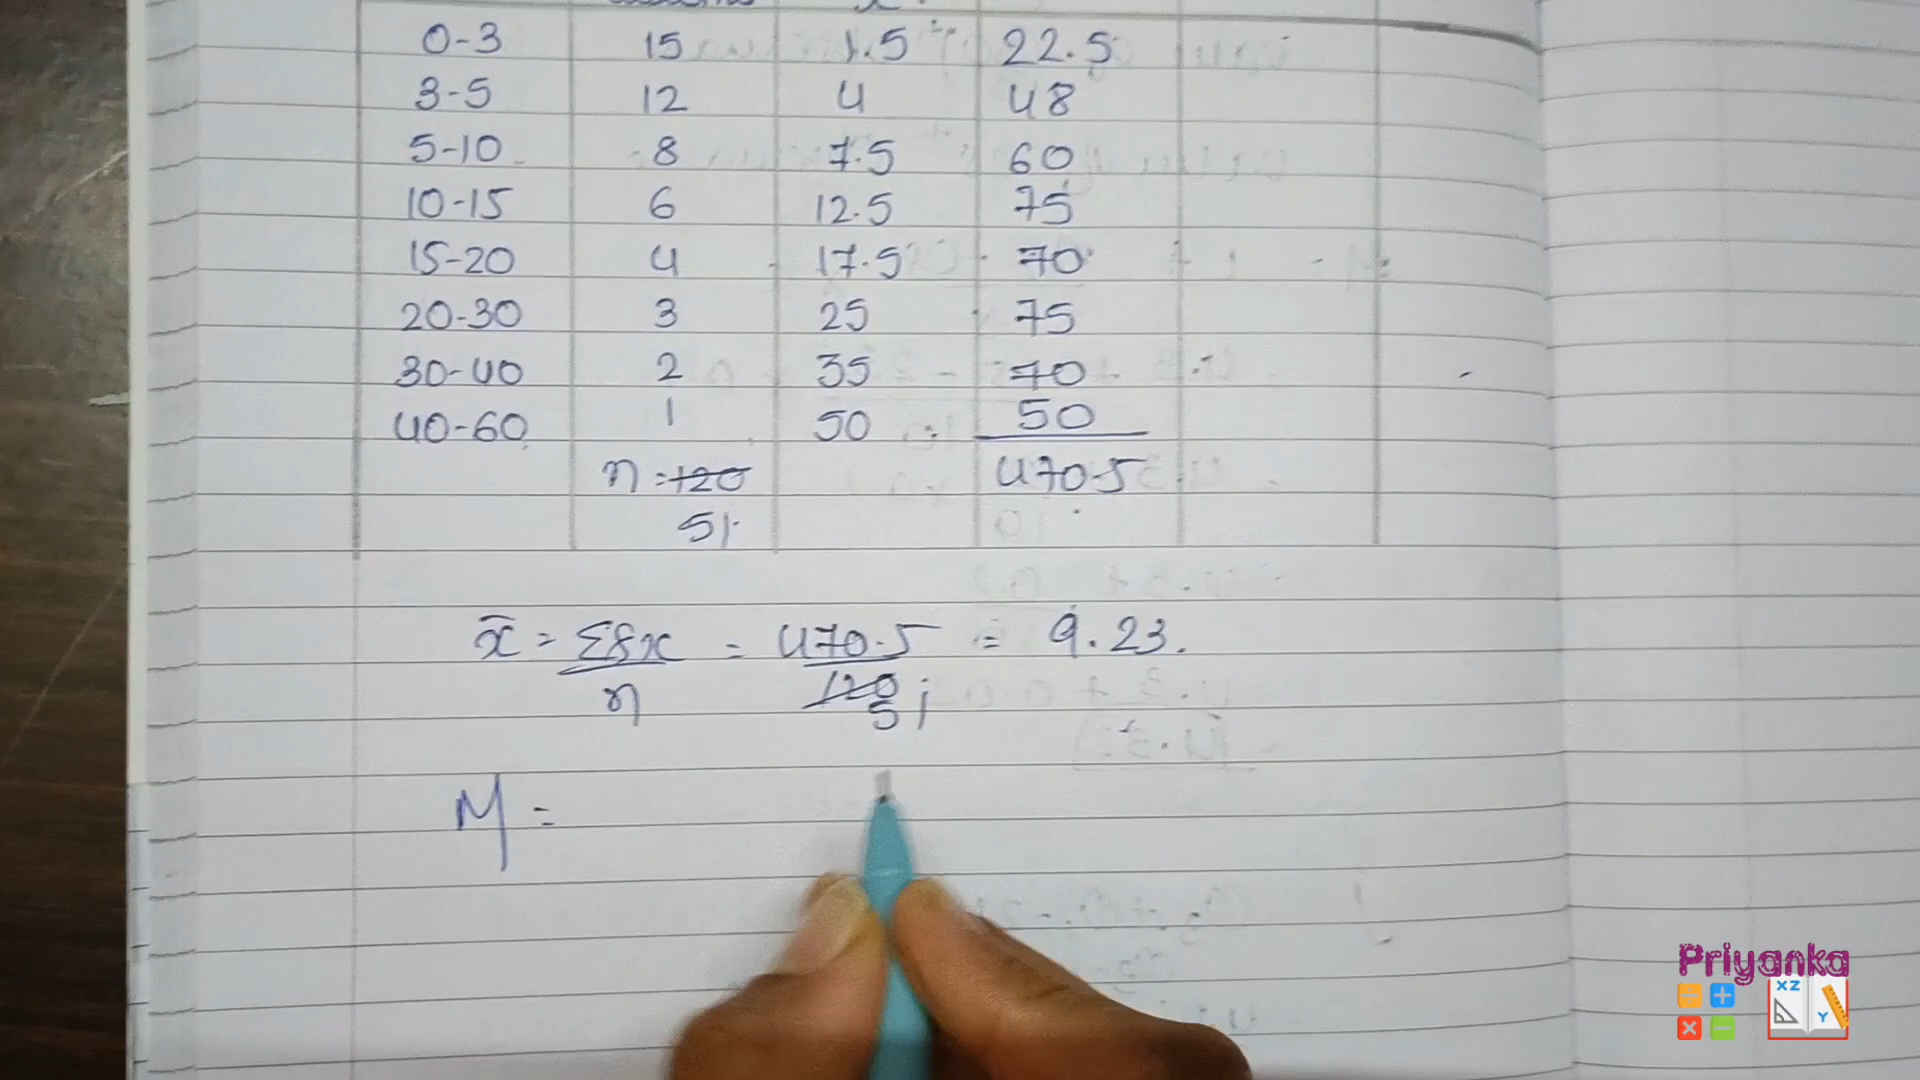 0-3 15 1.5 22.5
3-5 12 4 48
5-10 8 7.5 60
10-15 6 12.5 75
15-20 4 17.5 70
20-30 3 25 75
30-40 2 35 70
40-60 1 50 50
n = 120 470.5
51
x̄ = Σfx = 470.5 = 9.23.
n 120
51
M =
Priyanka
XZ
Y